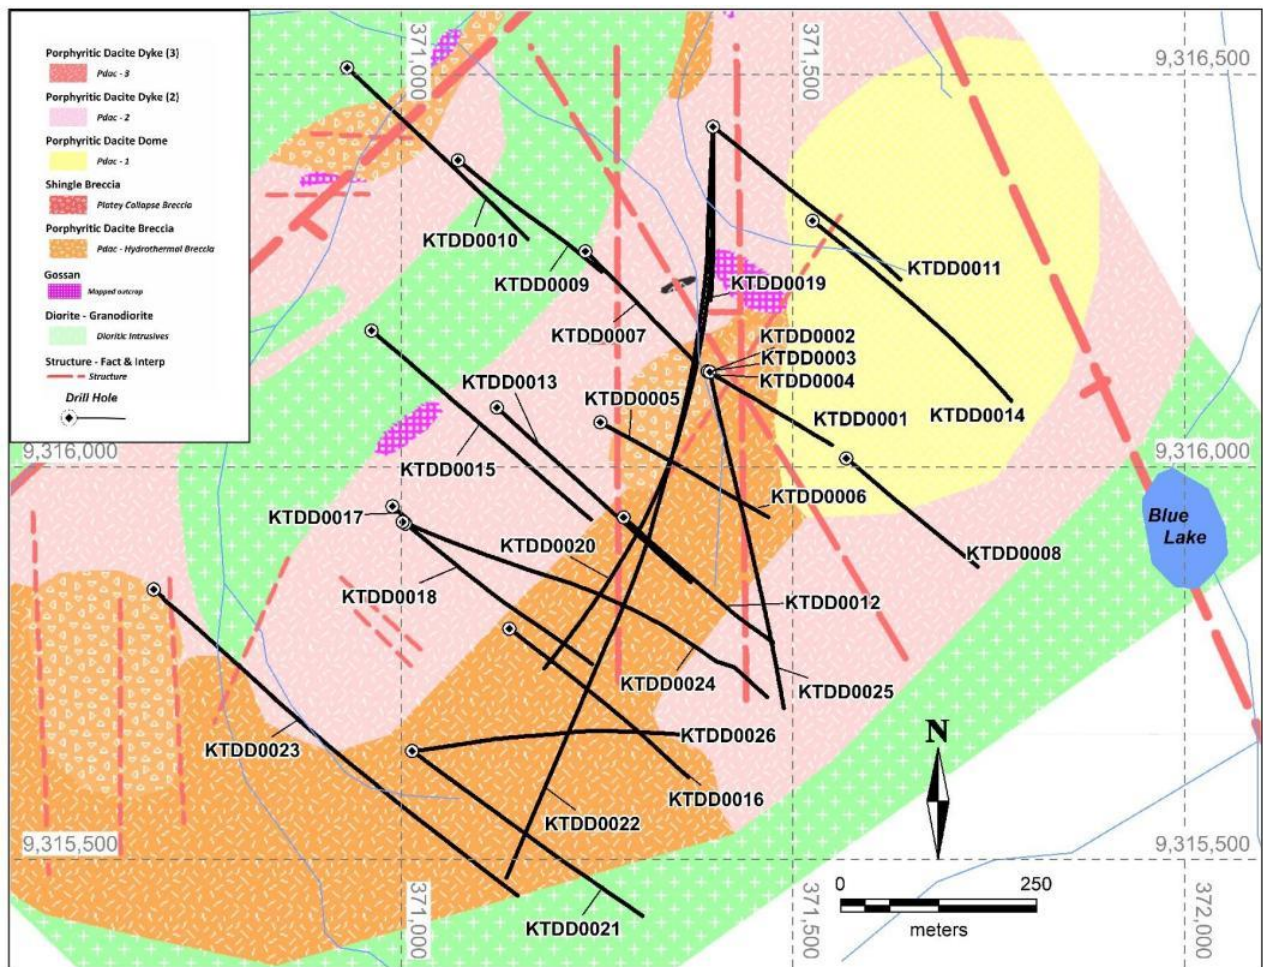 Porphyritic Dacite Dyke (3)
Pdac - 3
Porphyritic Dacite Dyke (2)
Pdac - 2
Porphyritic Dacite Dome
Pdac - 1
Shingle Breccia
Platey Collapse Breccia
Porphyritic Dacite Breccia
Pdac - Hydrothermal Breccia
Gossan
Mapped outcrop
Diorite - Granodiorite
Dioritic Intrusives
Structure - Fact & Interp
Structure
Drill Hole
371,000
371,500
9,316,500
KTDD0010
KTDD0009
KTDD0011
KTDD0019
KTDD0007
KTDD0002
KTDD0003
KTDD0004
KTDD0013
KTDD0005
KTDD0001
KTDD0014
9,316,000
9,316,000
KTDD0015
KTDD0006
KTDD0017
Blue
Lake
KTDD0020
KTDD0008
KTDD0018
KTDD0012
KTDD0024
KTDD0025
KTDD0023
KTDD0026
N
KTDD0016
KTDD0022
9,315,500
9,315,500
0
250
meters
KTDD0021
371,000
371,500
372,000